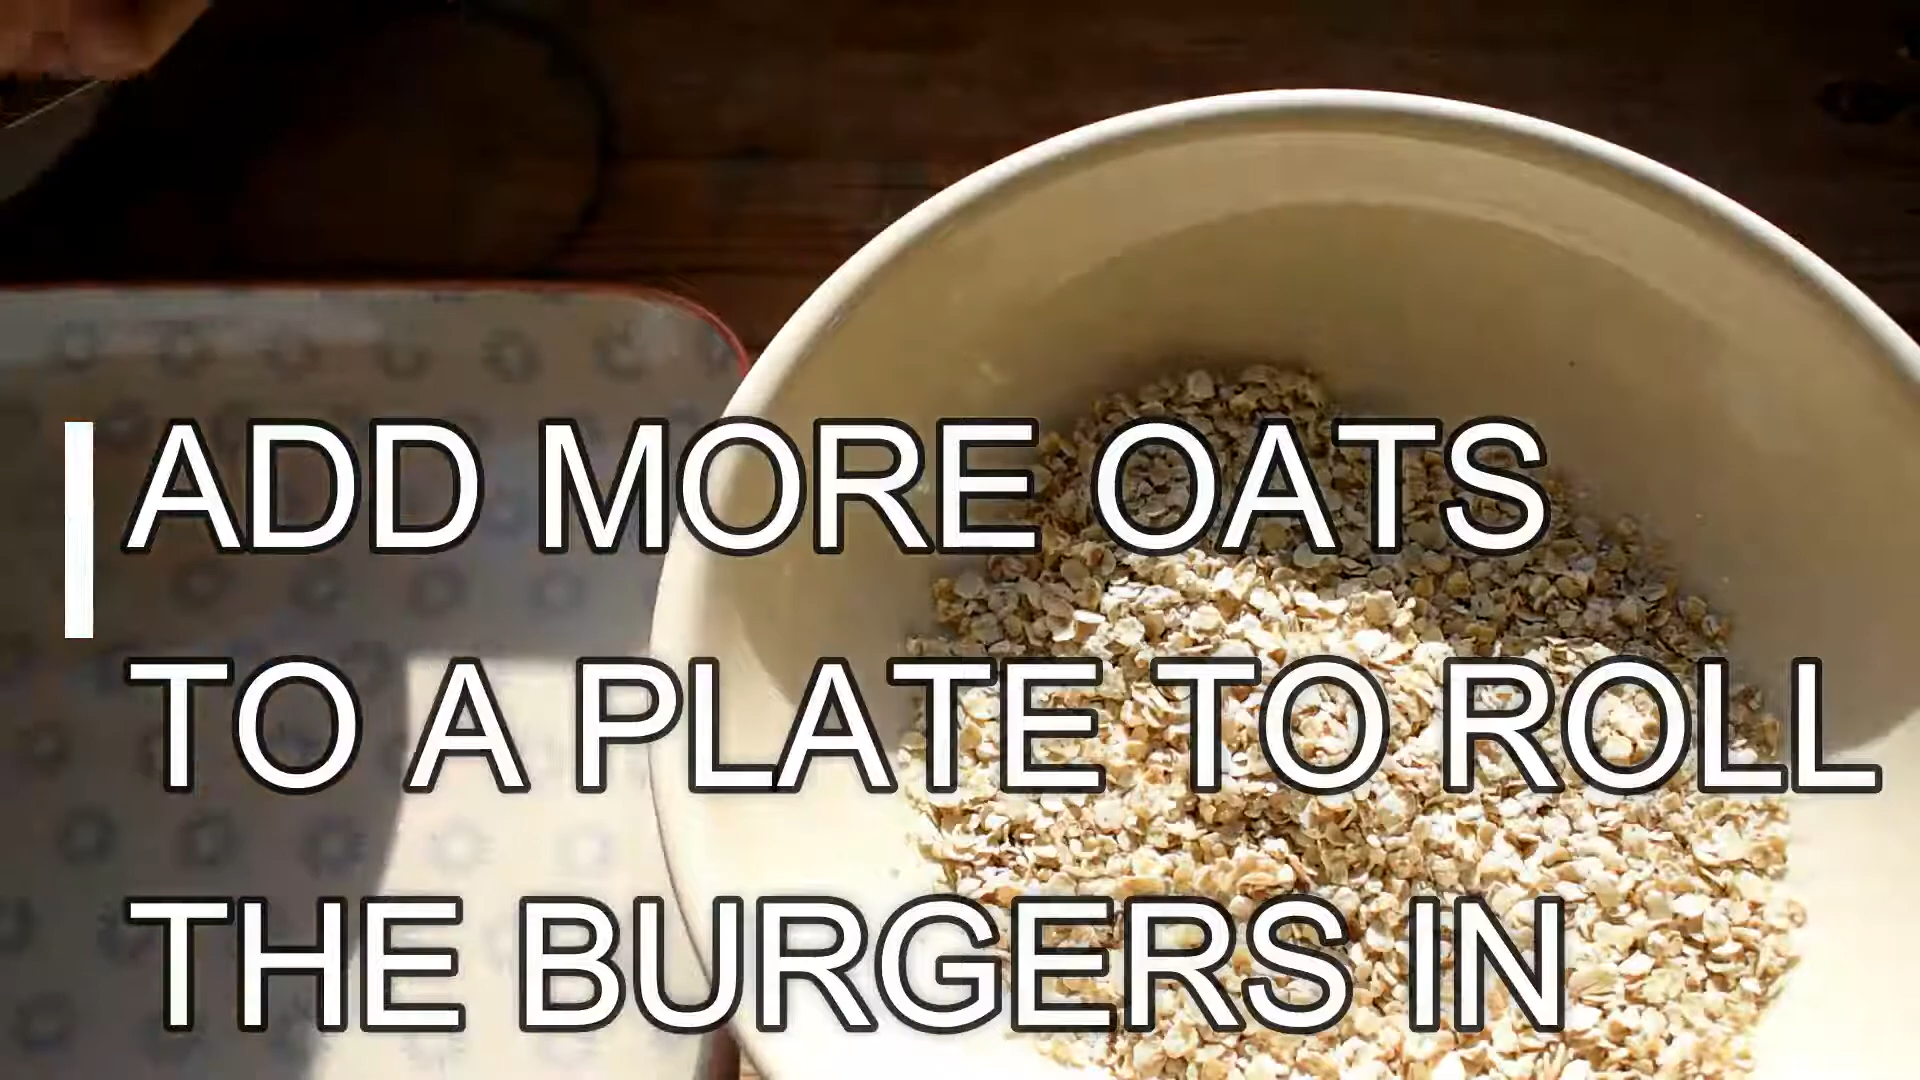 ADD MORE OATS
TO A PLATE TO ROLL
THE BURGERS IN